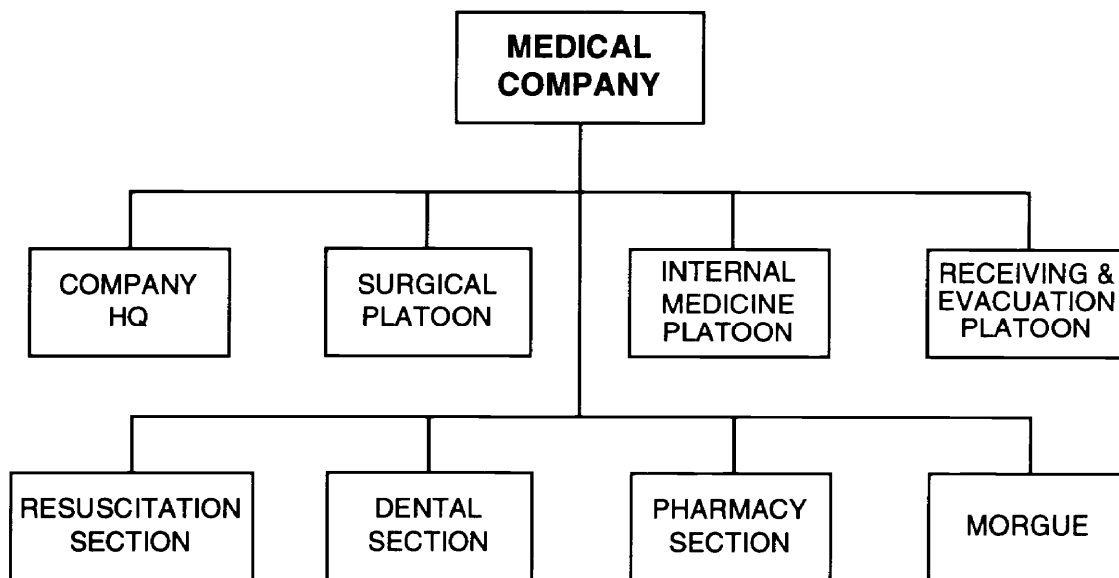 MEDICAL
COMPANY
COMPANY
HQ
SURGICAL
PLATOON
INTERNAL
MEDICINE
PLATOON
RECEIVING &
EVACUATION
PLATOON
RESUSCITATION
SECTION
DENTAL
SECTION
PHARMACY
SECTION
MORGUE